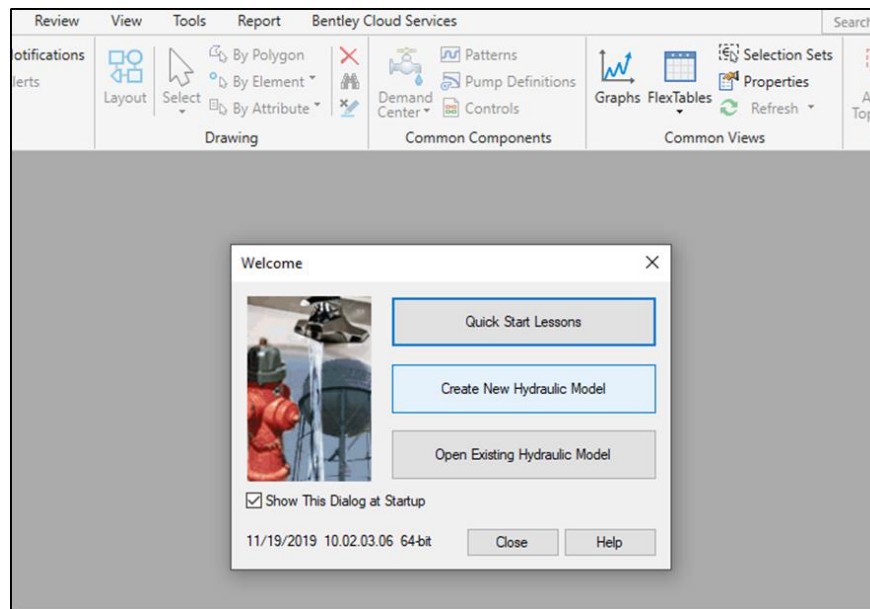 Review View Tools Report Bentley Cloud Services Search
otifications
lerts
Layout
Select
By Polygon
By Element
By Attribute
Drawing
Demand
Center
Patterns
Pump Definitions
Controls
Common Components
Graphs
FlexTables
Selection Sets
Properties
Refresh
Common Views
A
Top
Welcome
Quick Start Lessons
Create New Hydraulic Model
Open Existing Hydraulic Model
Show This Dialog at Startup
11/19/2019 10.02.03.06 64-bit
Close
Help